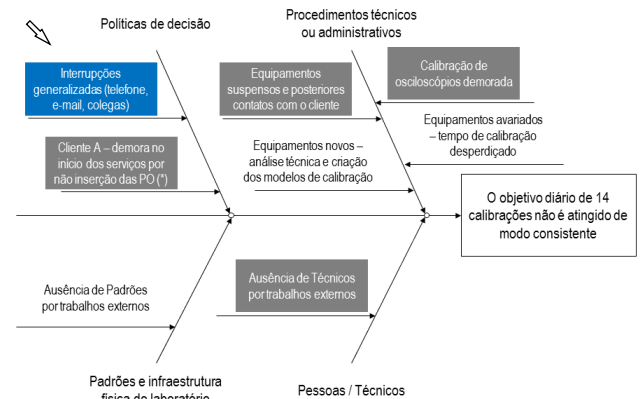 Políticas de decisão
Procedimentos técnicos
ou administrativos
Interrupções
generalizadas (telefone,
e-mail, colegas)
Equipamentos
suspensos e posteriores
contatos com o cliente
Calibração de
osciloscópios demorada
Cliente A – demora no
início dos serviços por
não inserção das PO (*)
Equipamentos novos –
análise técnica e criação
dos modelos de calibração
Equipamentos avariados
– tempo de calibração
desperdiçado
O objetivo diário de 14
calibrações não é atingido de
modo consistente
Ausência de Padrões
por trabalhos externos
Ausência de Técnicos
por trabalhos externos
Padrões e infraestrutura
física do laboratório
Pessoas / Técnicos